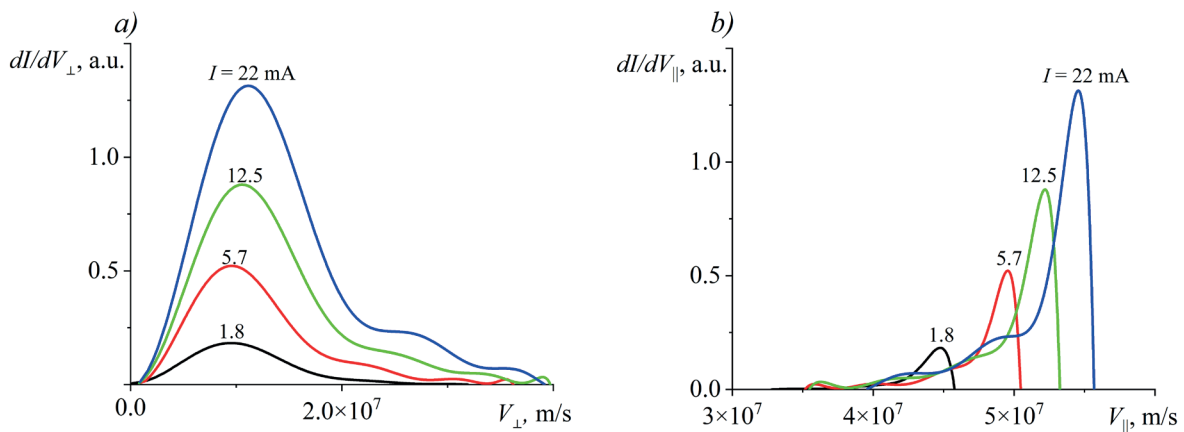 a)
dI/dV⊥, a.u.
I = 22 mA
1.0
12.5
0.5
5.7
1.8
0.0
2.0×10⁷
V⊥, m/s
b)
dI/dV∥, a.u.
I = 22 mA
1.0
12.5
0.5
5.7
1.8
0.0
3×10⁷
4×10⁷
5×10⁷
V∥, m/s